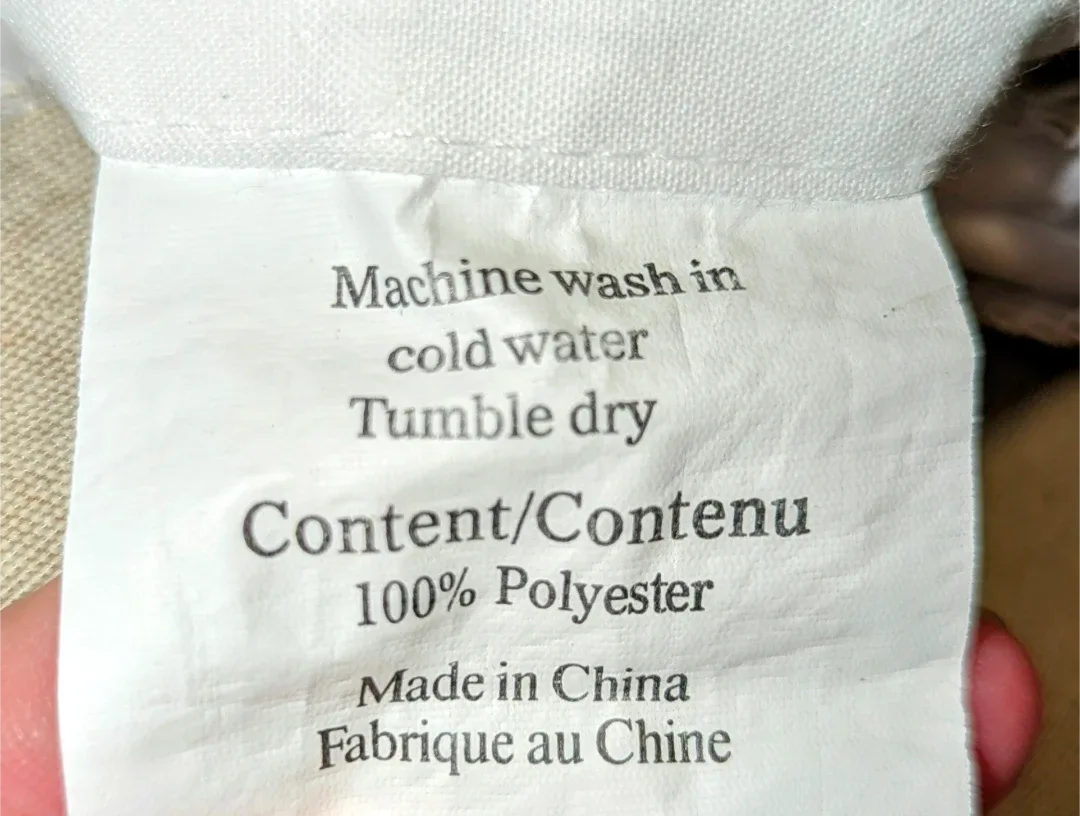 Machine wash in
cold water
Tumble dry
Content/Contenu
100% Polyester
Made in China
Fabrique au Chine